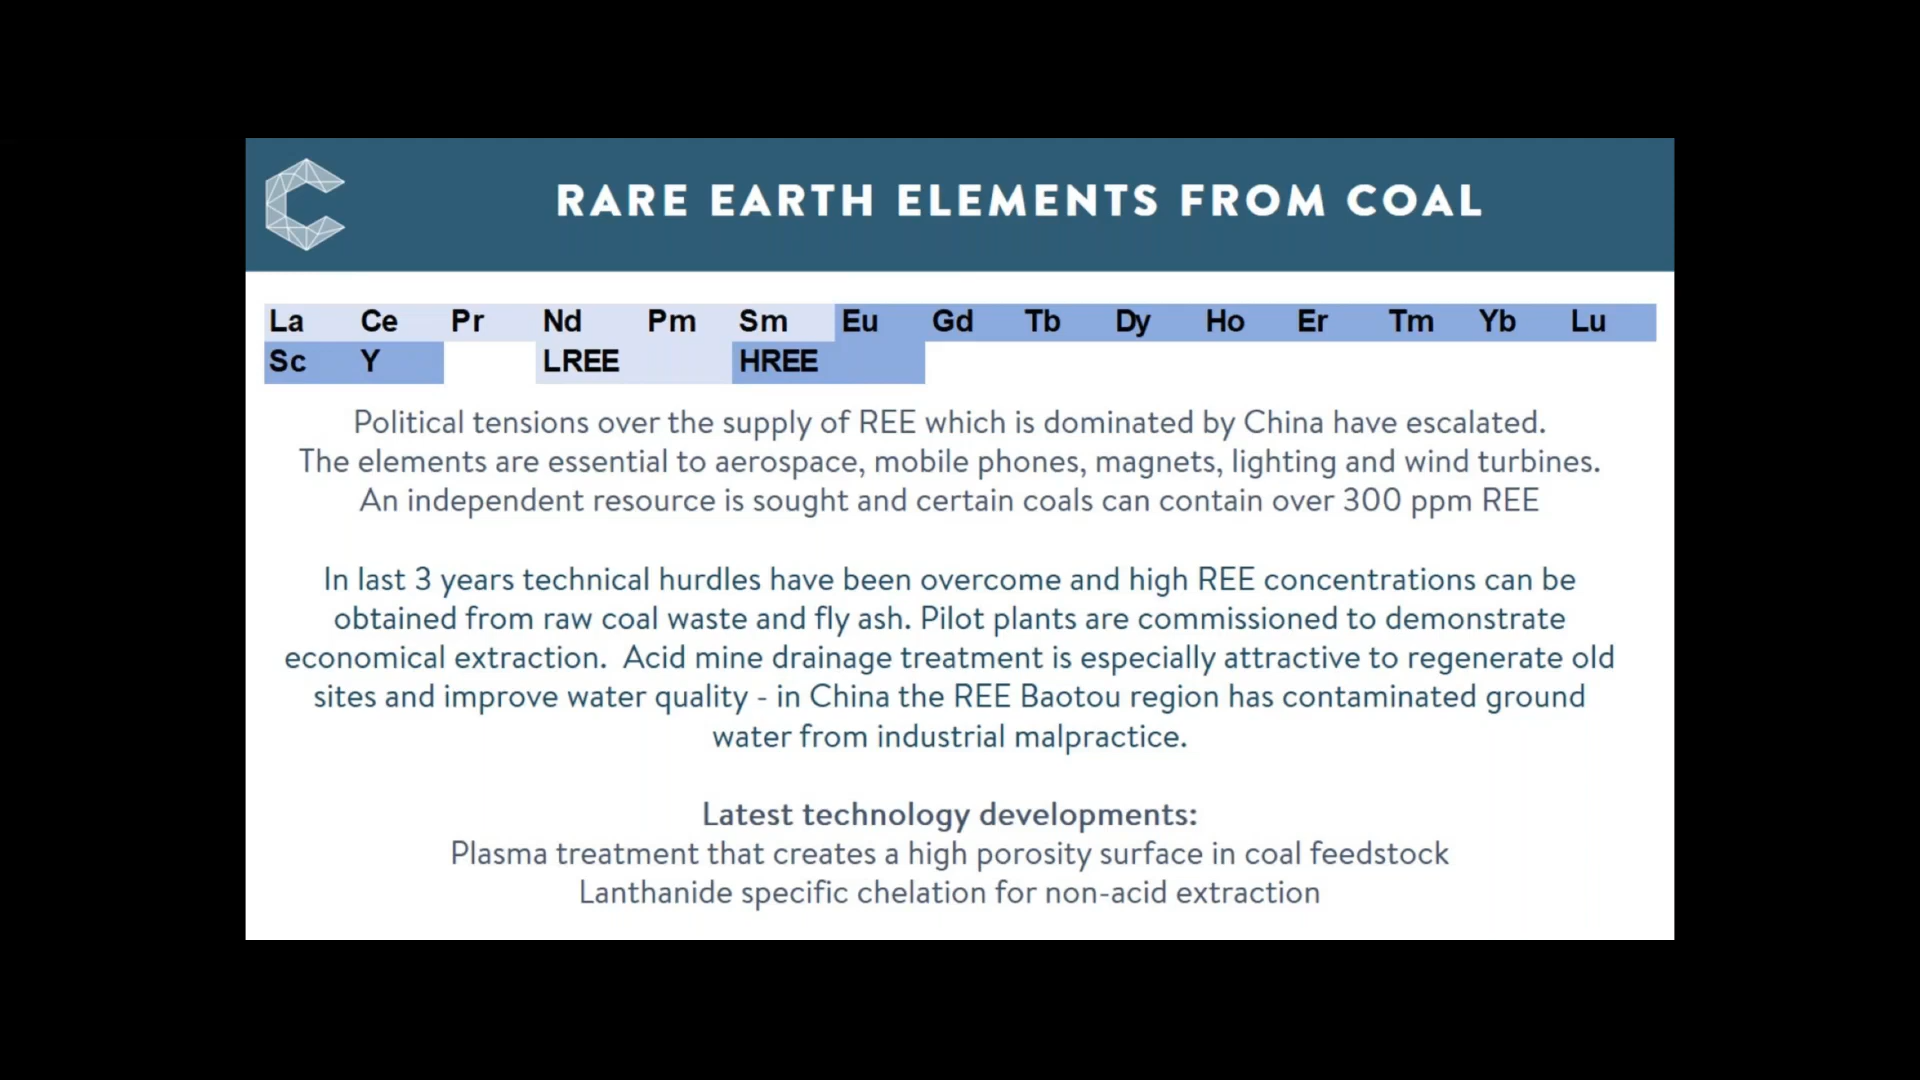 RARE EARTH ELEMENTS FROM COAL
La Ce Pr Nd Pm Sm Eu Gd Tb Dy Ho Er Tm Yb Lu
Sc Y LREE HREE
Political tensions over the supply of REE which is dominated by China have escalated.
The elements are essential to aerospace, mobile phones, magnets, lighting and wind turbines.
An independent resource is sought and certain coals can contain over 300 ppm REE
In last 3 years technical hurdles have been overcome and high REE concentrations can be
obtained from raw coal waste and fly ash. Pilot plants are commissioned to demonstrate
economical extraction. Acid mine drainage treatment is especially attractive to regenerate old
sites and improve water quality - in China the REE Baotou region has contaminated ground
water from industrial malpractice.
Latest technology developments:
Plasma treatment that creates a high porosity surface in coal feedstock
Lanthanide specific chelation for non-acid extraction